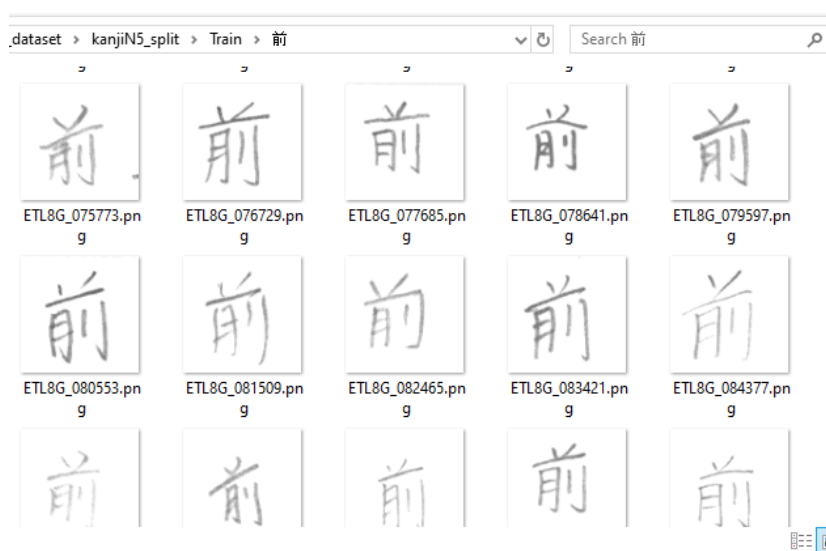 _dataset > kanjiN5_split > Train > 前
Search 前
g g g g g
前 前 前 前 前
ETL8G_075773.png ETL8G_076729.png ETL8G_077685.png ETL8G_078641.png ETL8G_079597.png
前 前 前 前 前
ETL8G_080553.png ETL8G_081509.png ETL8G_082465.png ETL8G_083421.png ETL8G_084377.png
前 前 前 前 前